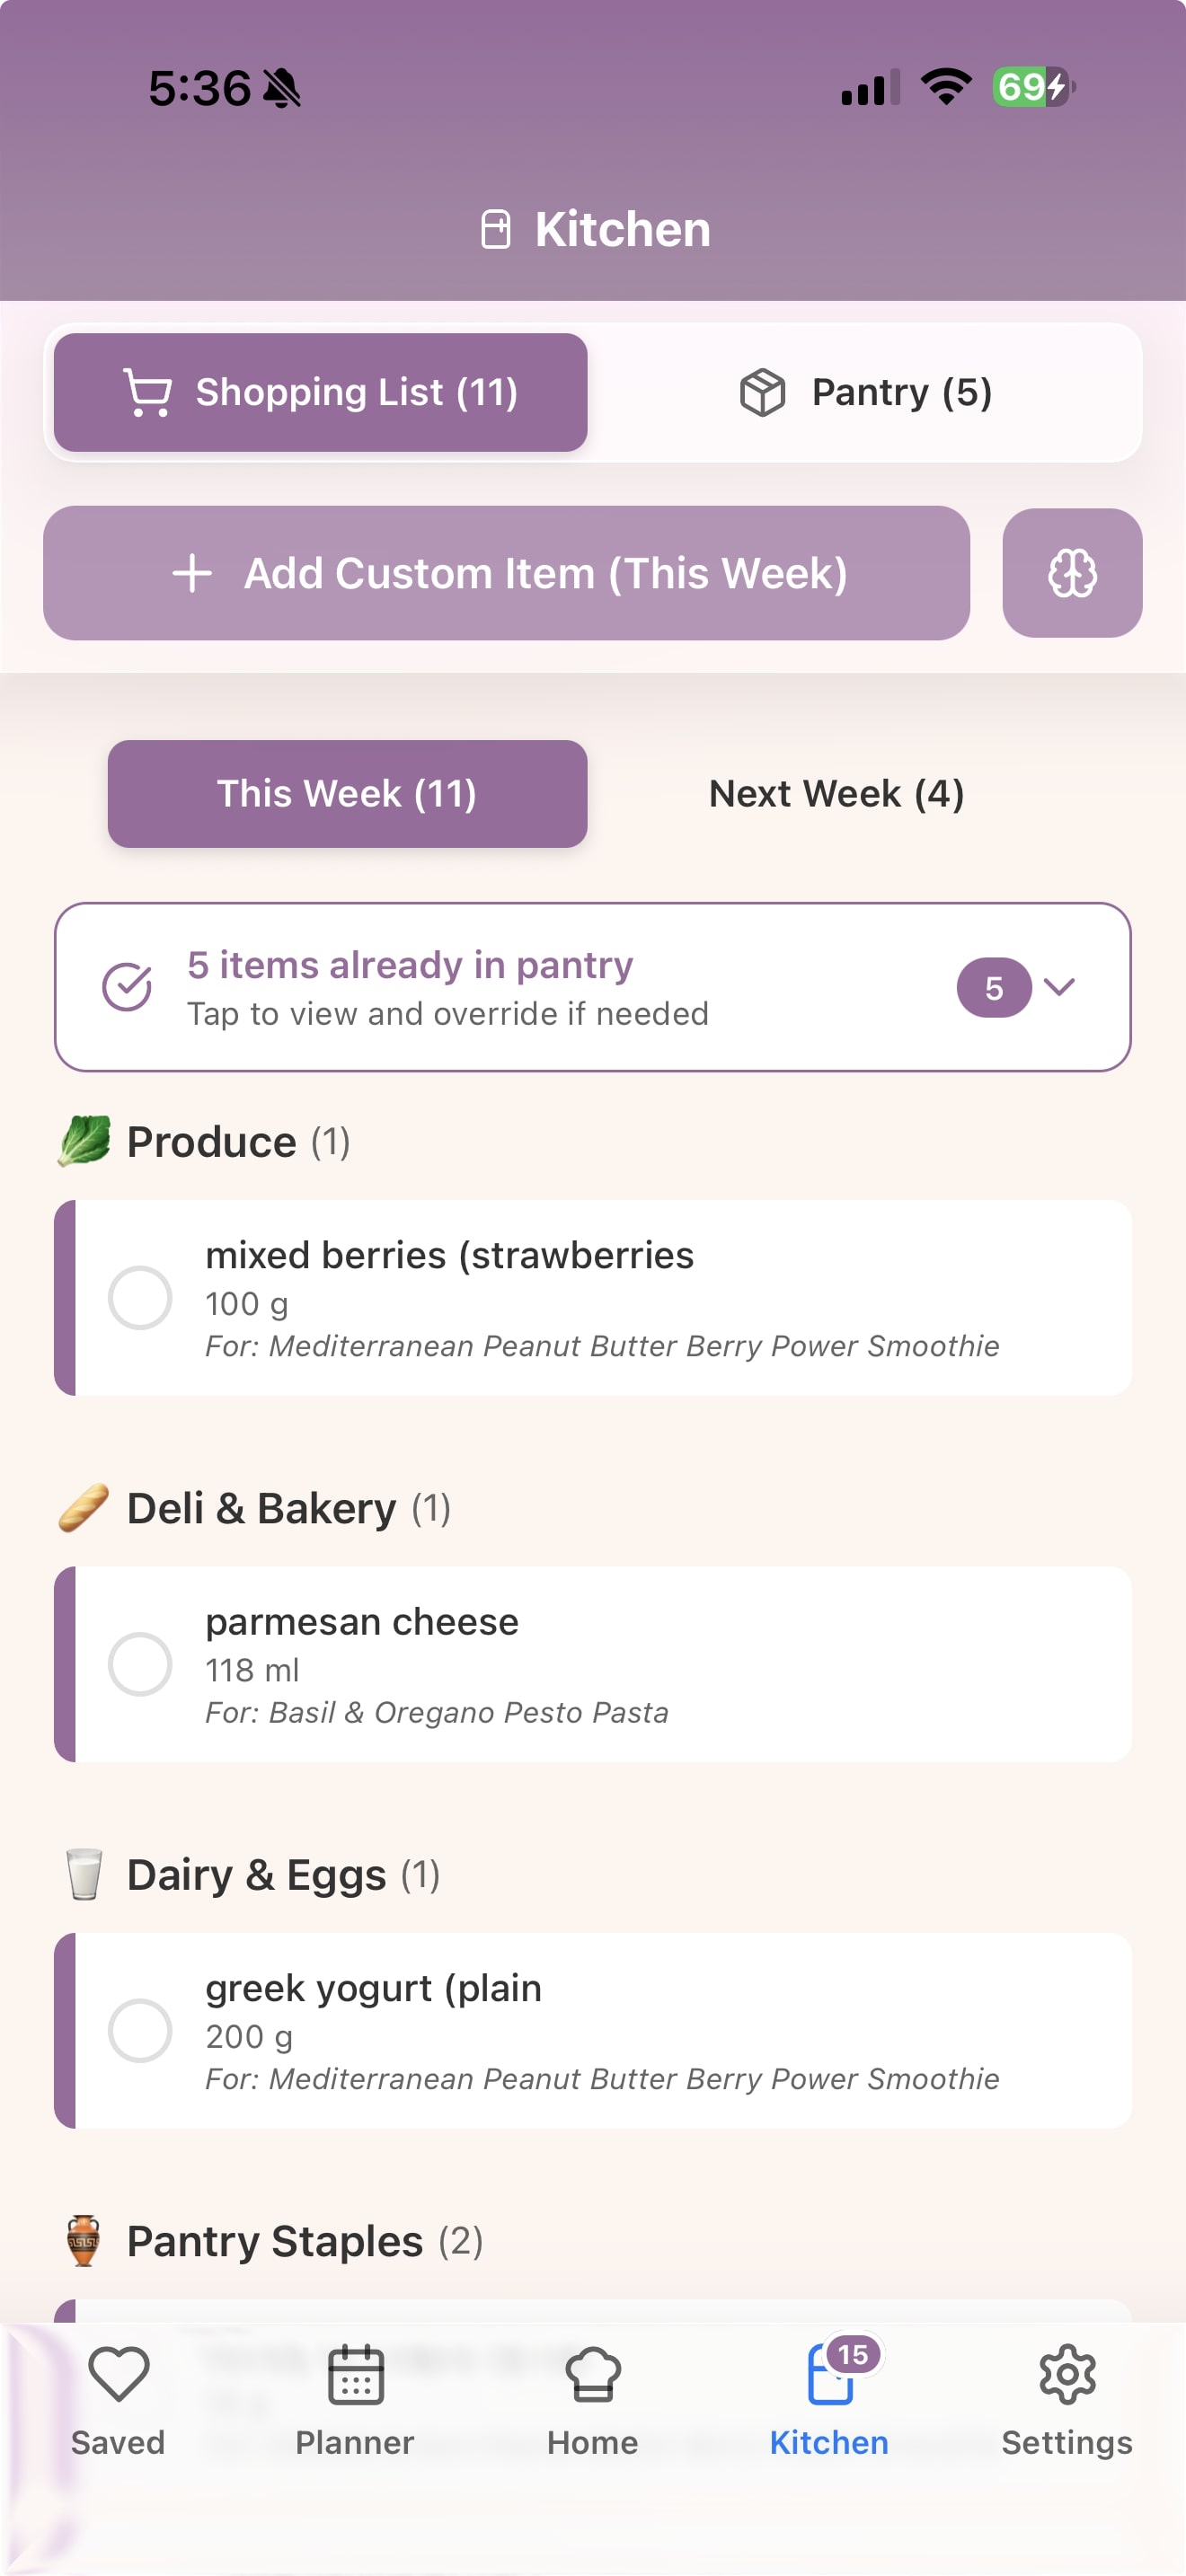 5:36
69
Kitchen
Shopping List (11)
Pantry (5)
Add Custom Item (This Week)
This Week (11)
Next Week (4)
5 items already in pantry
Tap to view and override if needed
5
Produce (1)
mixed berries (strawberries
100 g
For: Mediterranean Peanut Butter Berry Power Smoothie
Deli & Bakery (1)
parmesan cheese
118 ml
For: Basil & Oregano Pesto Pasta
Dairy & Eggs (1)
greek yogurt (plain
200 g
For: Mediterranean Peanut Butter Berry Power Smoothie
Pantry Staples (2)
15
Saved
Planner
Home
Kitchen
Settings